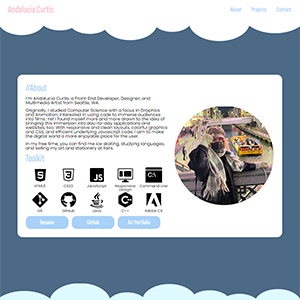 Andalucia Curtis
About
Projects
Contact
//About
I'm Andalucia Curtis, a Front-End Developer, Designer, and
Multimedia Artist from Seattle, WA.
Originally, I studied Computer Science with a focus in Graphics
and Animation, interested in using code to immerse audiences
into films. Yet I found myself more and more drawn to the idea of
bringing this immersion into day-to-day applications and
websites, too. With responsive and clean layouts, colorful graphics
and CSS, and efficient underlying JavaScript code, I aim to make
the digital world a more enjoyable place for the user.
In my free time, you can find me ice skating, studying languages,
and selling my art and stationery at fairs.
Toolkit
HTML5
CSS3
JavaScript
Responsive
Design
Command Line
Git
GitHub
Java
C++
Adobe CS
Resume
GitHub
Art Portfolio